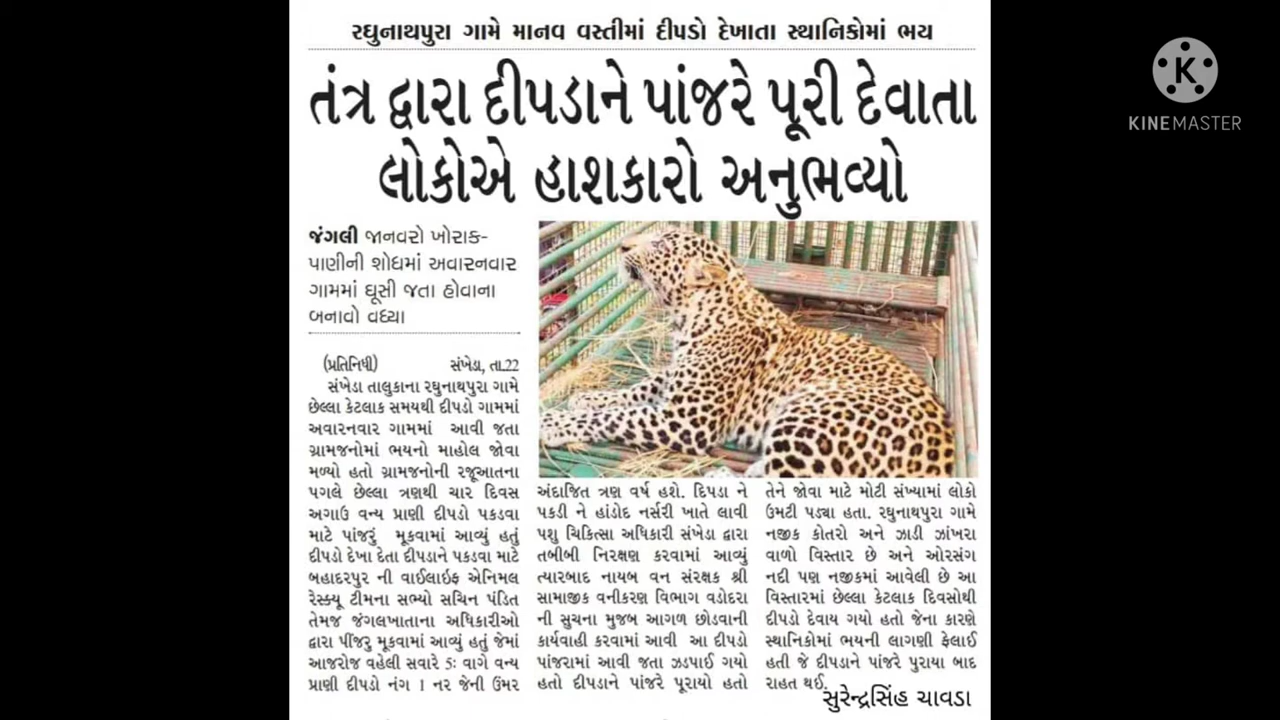 રઘુનાથપુરા ગામે માનવ વસ્તીમાં દીપડો દેખાતા સ્થાનિકોમાં ભય
તંત્ર દ્વારા દીપડાને પાંજરે પૂરી દેવાતા
લોકોએ હાશકારો અનુભવ્યો
જંગલી જાનવરો ખોરાક-
પાણીની શોધમાં અવારનવાર
ગામમાં ઘૂસી જતા હોવાના
બનાવો વધ્યા
(પ્રતિનિધી) સંખેડા, તા.22
સંખેડા તાલુકાના રઘુનાથપુરા ગામે
છેલ્લા કેટલાક સમયથી દીપડો ગામમાં
અવારનવાર ગામમાં આવી જતા
ગ્રામજનોમાં ભયનો માહોલ જોવા
મળ્યો હતો ગ્રામજનોની રજૂઆતના
પગલે છેલ્લા ત્રણથી ચાર દિવસ
અગાઉ વન્ય પ્રાણી દીપડો પકડવા
માટે પાંજરું મૂકવામાં આવ્યું હતું
દીપડો દેખા દેતા દીપડાને પકડવા માટે
બહાદરપુર ની વાઈલાઇફ એનિમલ
રેસ્ક્યૂ ટીમના સભ્યો સચિન પંડિત
તેમજ જંગલખાતાના અધિકારીઓ
દ્વારા પીંજરુ મૂકવામાં આવ્યું હતું જેમાં
આજરોજ વહેલી સવારે 5ઃ વાગે વન્ય
પ્રાણી દીપડો નંગ 1 નર જેની ઉંમર
અંદાજિત ત્રણ વર્ષ હશે. દિપડા ને
પકડી ને હાંડોદ નર્સરી ખાતે લાવી
પશુ ચિકિત્સા અધિકારી સંખેડા દ્વારા
તબીબી નિરક્ષણ કરવામાં આવ્યું
ત્યારબાદ નાયબ વન સંરક્ષક શ્રી
સામાજીક વનીકરણ વિભાગ વડોદરા
ની સુચના મુજબ આગળ છોડવાની
કાર્યવાહી કરવામાં આવી આ દીપડો
પાંજરામાં આવી જતા ઝડપાઈ ગયો
હતો દીપડાને પાંજરે પૂરાયો હતો
તેને જોવા માટે મોટી સંખ્યામાં લોકો
ઉમટી પડ્યા હતા. રઘુનાથપુરા ગામે
નજીક કોતરો અને ઝાડી ઝાંખરા
વાળો વિસ્તાર છે અને ઓરસંગ
નદી પણ નજીકમાં આવેલી છે આ
વિસ્તારમાં છેલ્લા કેટલાક દિવસોથી
દીપડો દેવાય ગયો હતો જેના કારણે
સ્થાનિકોમાં ભયની લાગણી ફેલાઈ
હતી જે દીપડાને પાંજરે પુરાયા બાદ
રાહત થઈ.
સુરેન્દ્રસિંહ ચાવડા
K
KINEMASTER